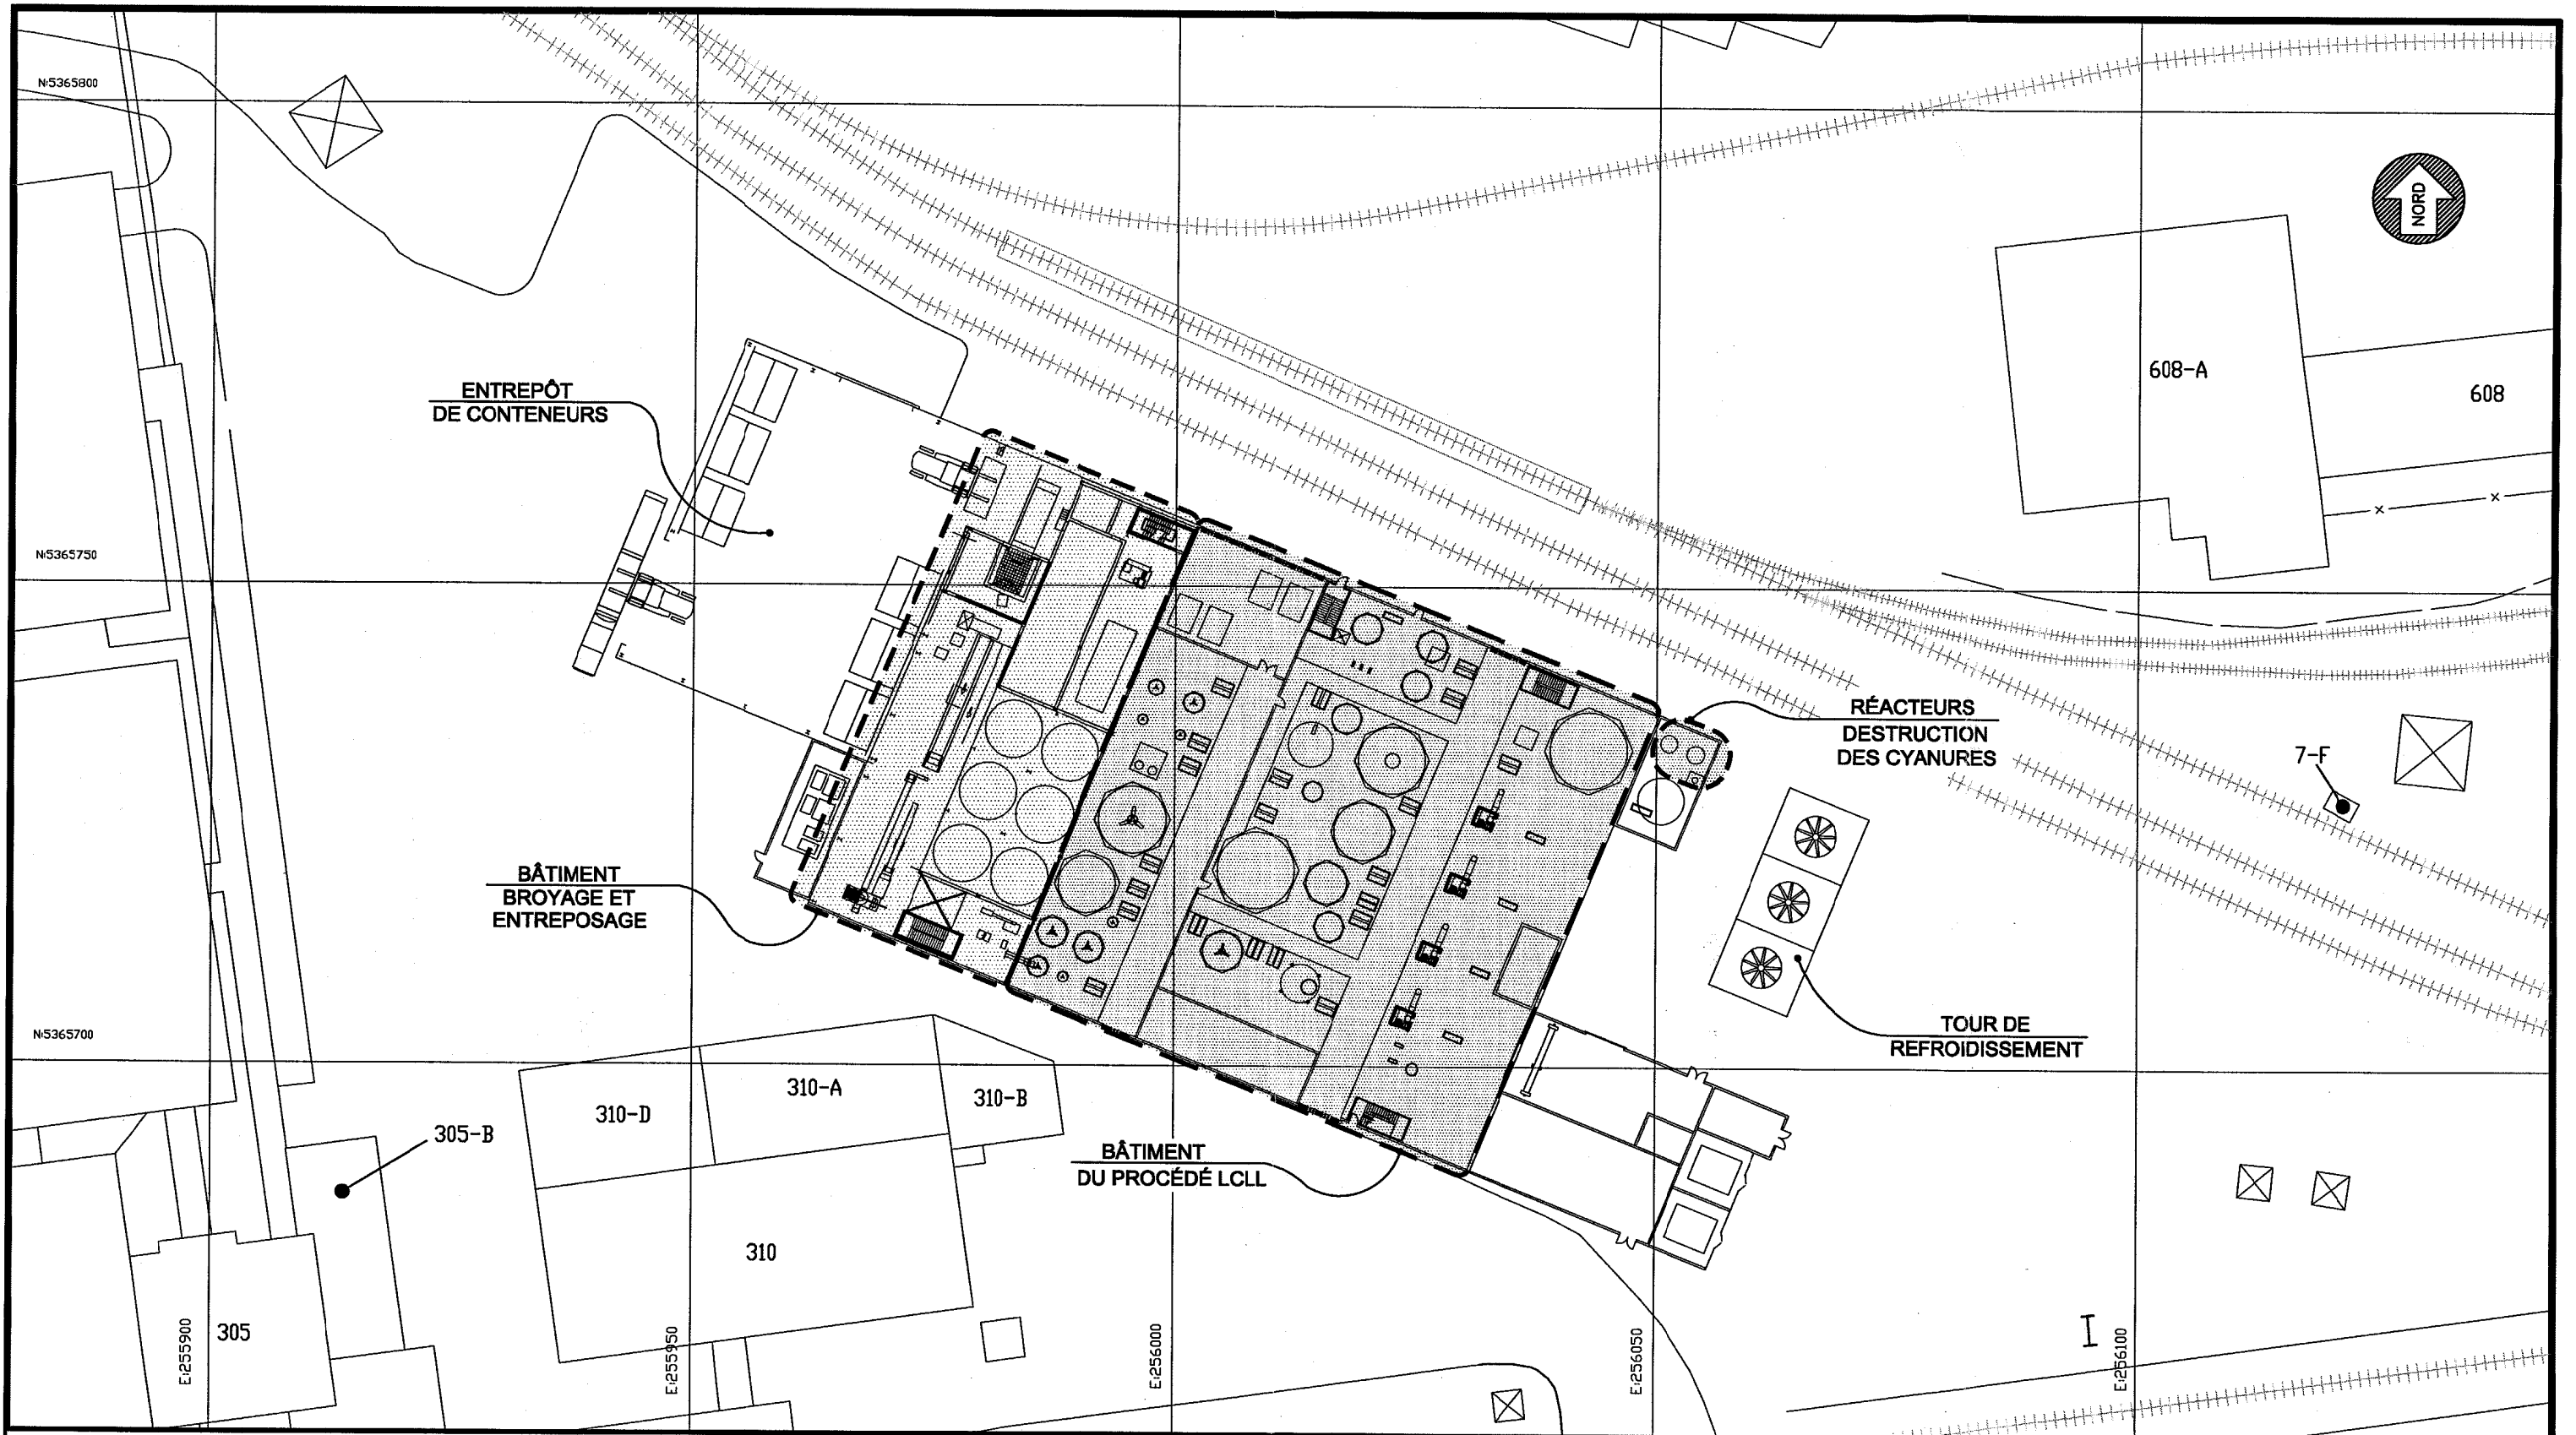 N:5365800
NORD
608-A
608
ENTREPÔT
DE CONTENEURS
N:5365750
RÉACTEURS
DESTRUCTION
DES CYANURES
7-F
BÂTIMENT
BROYAGE ET
ENTREPOSAGE
N:5365700
TOUR DE
REFROIDISSEMENT
310-D
310-A
310-B
305-B
BÂTIMENT
DU PROCÉDÉ LCLL
310
305
E:255900
E:255950
E:256000
E:256050
E:256100
I